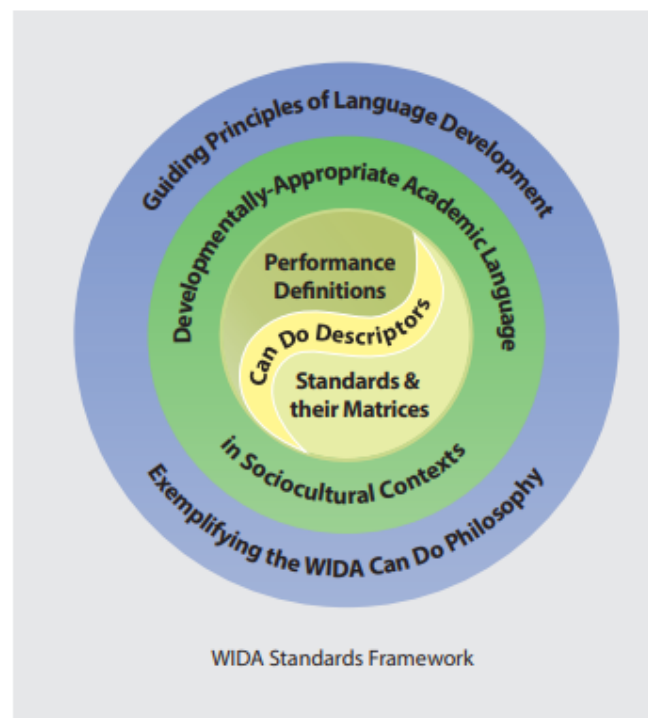 Guiding Principles of Language Development
Developmentally-Appropriate Academic Language
Performance
Definitions
Can Do Descriptors
Standards &
their Matrices
in Sociocultural Contexts
Exemplifying the WIDA Can Do Philosophy
WIDA Standards Framework